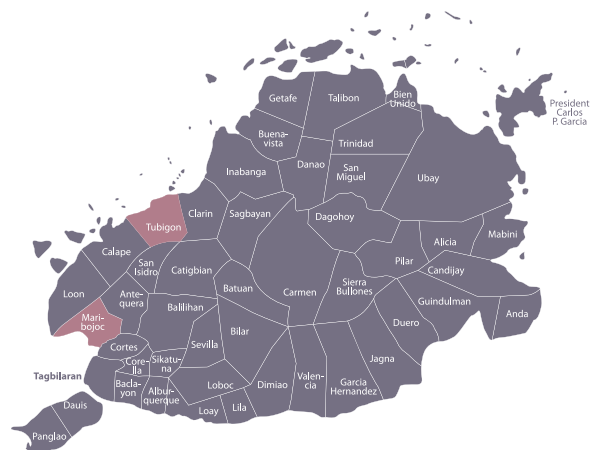 Getafe
Talibon
Bien
Unido
President
Carlos
P. Garcia
Buena-
vista
Trinidad
Danao
San
Miguel
Inabanga
Ubay
Tubigon
Clarin
Sagbayan
Dagohoy
Alicia
Mabini
Calape
San
Isidro
Catigbian
Pilar
Candijay
Loon
Ante-
quera
Batuan
Carmen
Sierra
Bullones
Guindulman
Anda
Mari-
bojoc
Balilihan
Bilar
Duero
Cortes
Sevilla
Jagna
Tagbilaran
Core-
lla
Sikatu-
na
Bacla-
yon
Albur-
querque
Loboc
Dimiao
Valen-
cia
Garcia
Hernandez
Loay
Lila
Dauis
Panglao